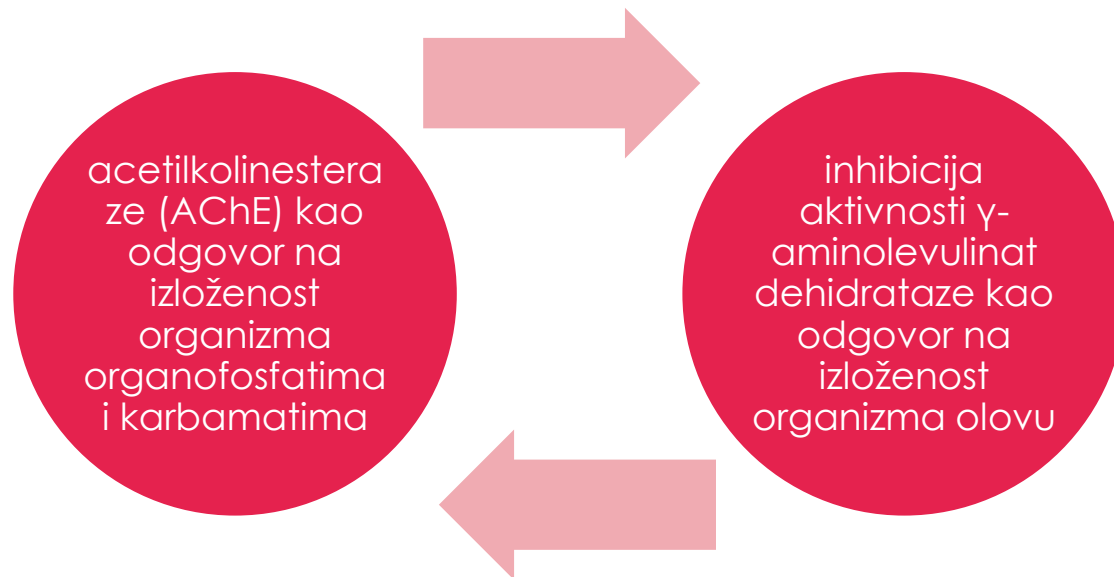 acetilkolinestera
ze (AChE) kao
odgovor na
izloženost
organizma
organofosfatima
i karbamatima
inhibicija
aktivnosti γ-
aminolevulinat
dehidrataze kao
odgovor na
izloženost
organizma olovu